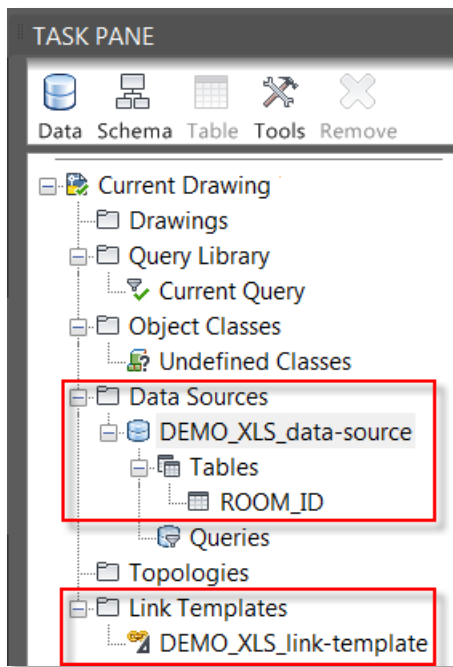 TASK PANE
Data Schema Table Tools Remove
Current Drawing
Drawings
Query Library
Current Query
Object Classes
Undefined Classes
Data Sources
DEMO_XLS_data-source
Tables
ROOM_ID
Queries
Topologies
Link Templates
DEMO_XLS_link-template